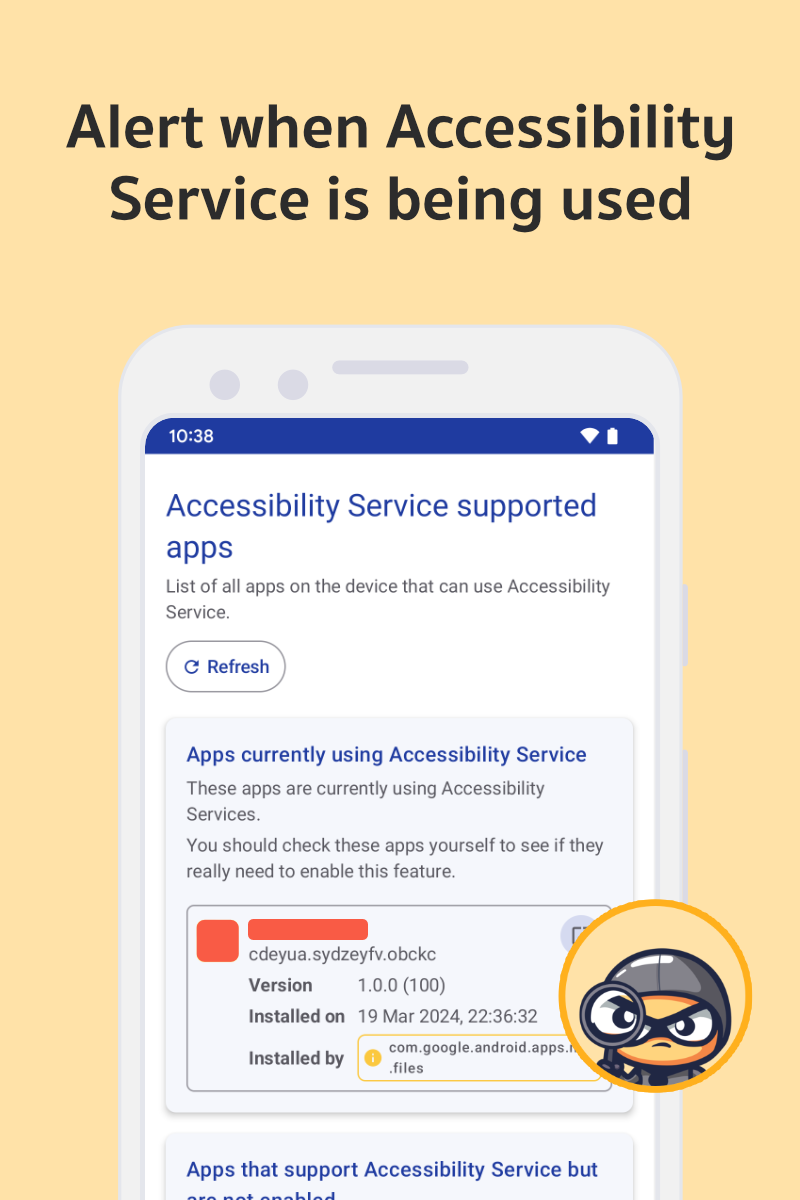 Alert when Accessibility
Service is being used
10:38
Accessibility Service supported
apps
List of all apps on the device that can use Accessibility
Service.
Refresh
Apps currently using Accessibility Service
These apps are currently using Accessibility
Services.
You should check these apps yourself to see if they
really need to enable this feature.
cdeyua.sydzeyfv.obckc
Version 1.0.0 (100)
Installed on 19 Mar 2024, 22:36:32
Installed by com.google.android.apps.
.files
Apps that support Accessibility Service but
are not enabled